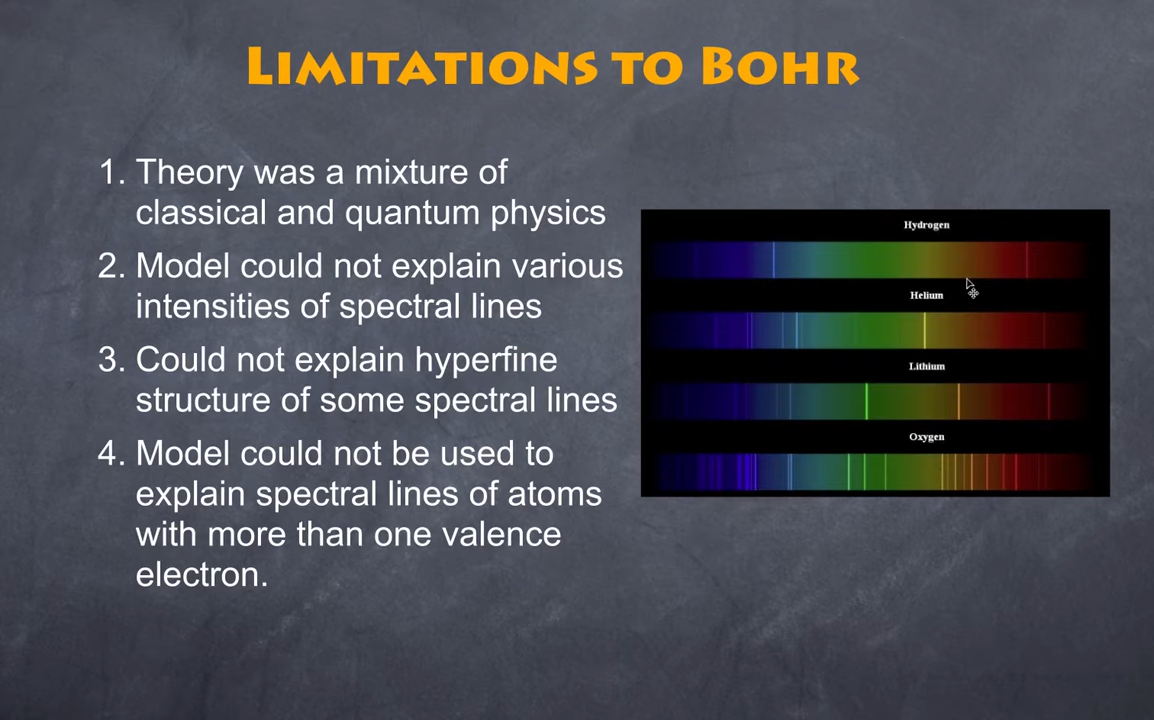 Limitations to Bohr
1. Theory was a mixture of
classical and quantum physics
2. Model could not explain various
intensities of spectral lines
3. Could not explain hyperfine
structure of some spectral lines
4. Model could not be used to
explain spectral lines of atoms
with more than one valence
electron.
Hydrogen
Helium
Lithium
Oxygen